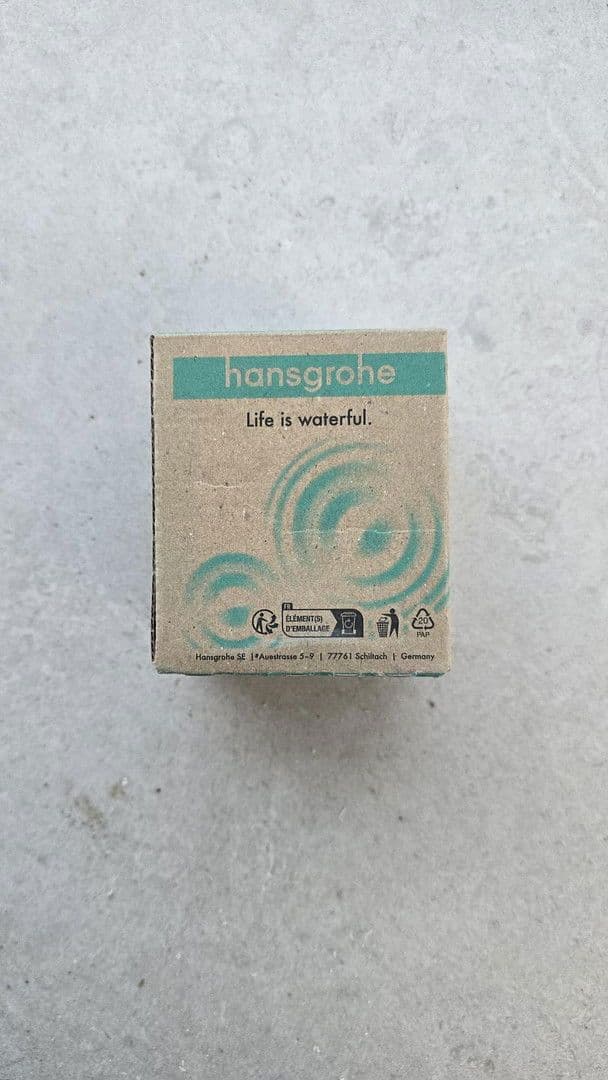 hansgrohe
Life is waterful.
FR
ÉLÉMENT(S)
D'EMBALLAGE
20
PAP
Hansgrohe SE | Auestrasse 5–9 | 77761 Schiltach | Germany